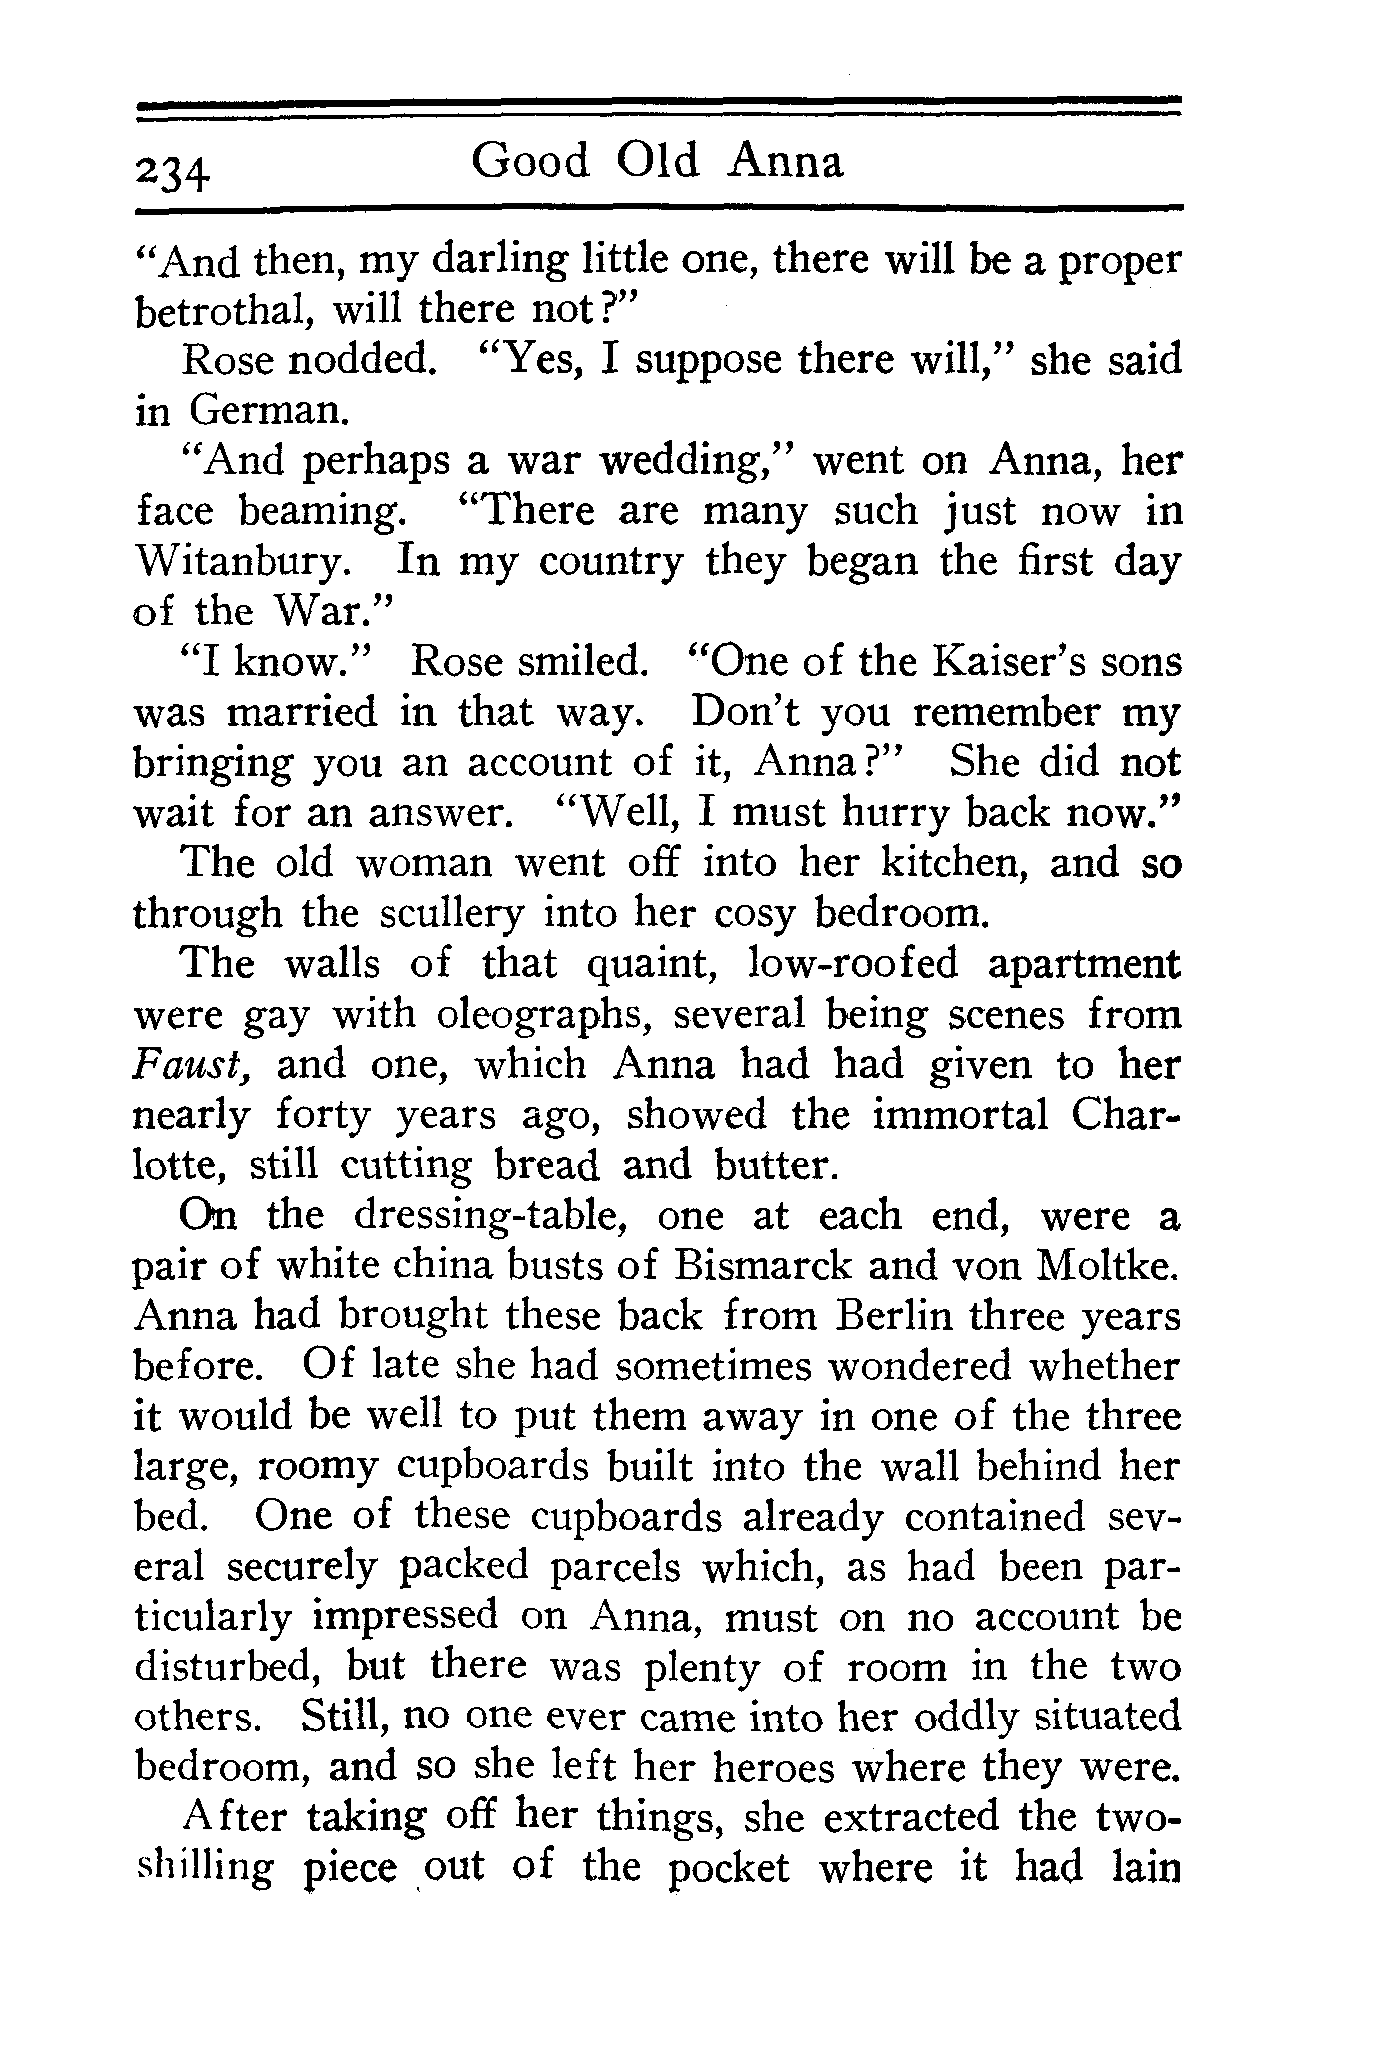 234 Good Old Anna
“And then, my darling little one, there will be a proper
betrothal, will there not?”
Rose nodded. “Yes, I suppose there will,” she said
in German.
“And perhaps a war wedding,” went on Anna, her
face beaming. “There are many such just now in
Witanbury. In my country they began the first day
of the War.”
“I know.” Rose smiled. “One of the Kaiser’s sons
was married in that way. Don’t you remember my
bringing you an account of it, Anna?” She did not
wait for an answer. “Well, I must hurry back now.”
The old woman went off into her kitchen, and so
through the scullery into her cosy bedroom.
The walls of that quaint, low-roofed apartment
were gay with oleographs, several being scenes from
Faust, and one, which Anna had had given to her
nearly forty years ago, showed the immortal Char-
lotte, still cutting bread and butter.
On the dressing-table, one at each end, were a
pair of white china busts of Bismarck and von Moltke.
Anna had brought these back from Berlin three years
before. Of late she had sometimes wondered whether
it would be well to put them away in one of the three
large, roomy cupboards built into the wall behind her
bed. One of these cupboards already contained sev-
eral securely packed parcels which, as had been par-
ticularly impressed on Anna, must on no account be
disturbed, but there was plenty of room in the two
others. Still, no one ever came into her oddly situated
bedroom, and so she left her heroes where they were.
After taking off her things, she extracted the two-
shilling piece out of the pocket where it had lain